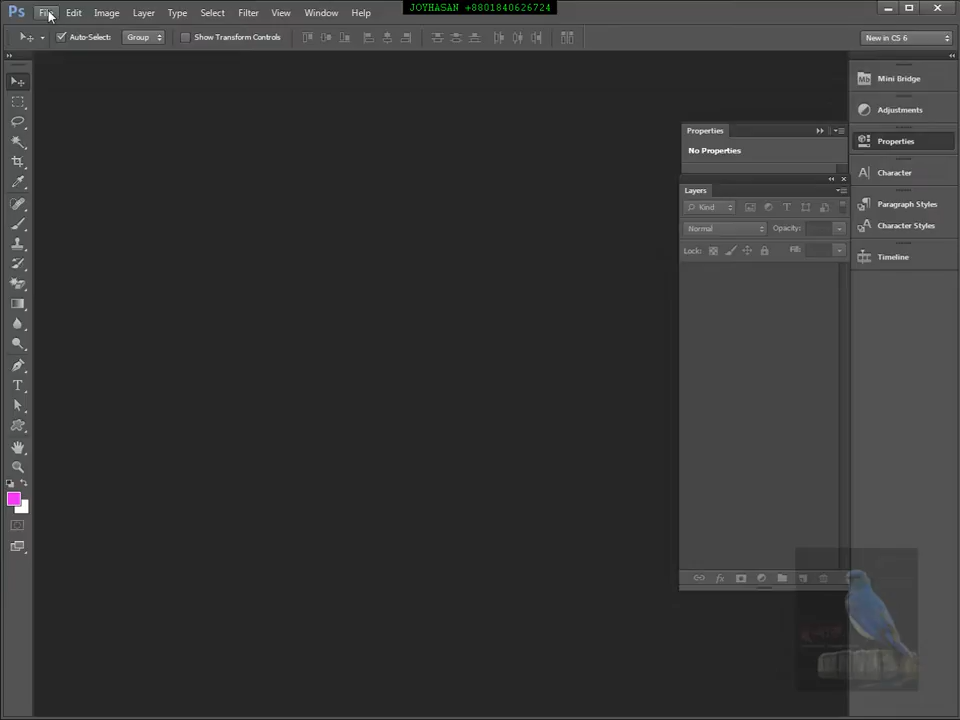 JOYHASAN +8801840626724
Ps File Edit Image Layer Type Select Filter View Window Help
Auto-Select: Group Show Transform Controls New in CS 6
Mb Mini Bridge
Adjustments
Properties
Character
Paragraph Styles
Character Styles
Timeline
Properties
No Properties
Layers
Kind
Normal Opacity:
Lock: Fill: